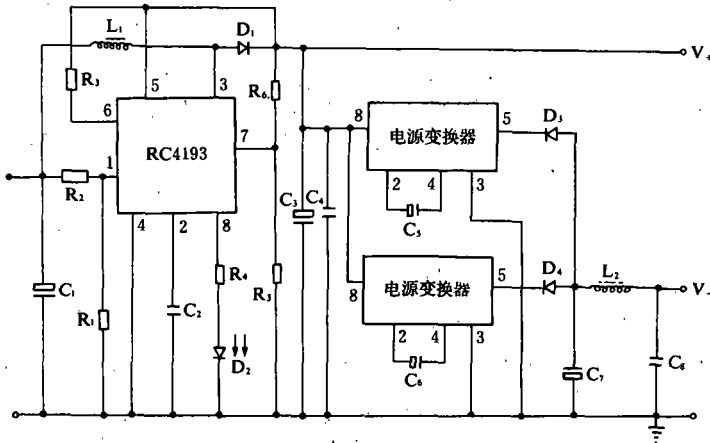 L₁
D₁
V₊
R₃
5
3
R₆
6
8
电源变换器
5
D₃
RC4193
7
1
R₂
C₃
C₄
2
4
3
C₅
4
2
8
R₄
R₃
8
电源变换器
5
D₄
L₂
V₋
C₁
R₁
C₂
D₂
2
4
3
C₆
C₇
C₈